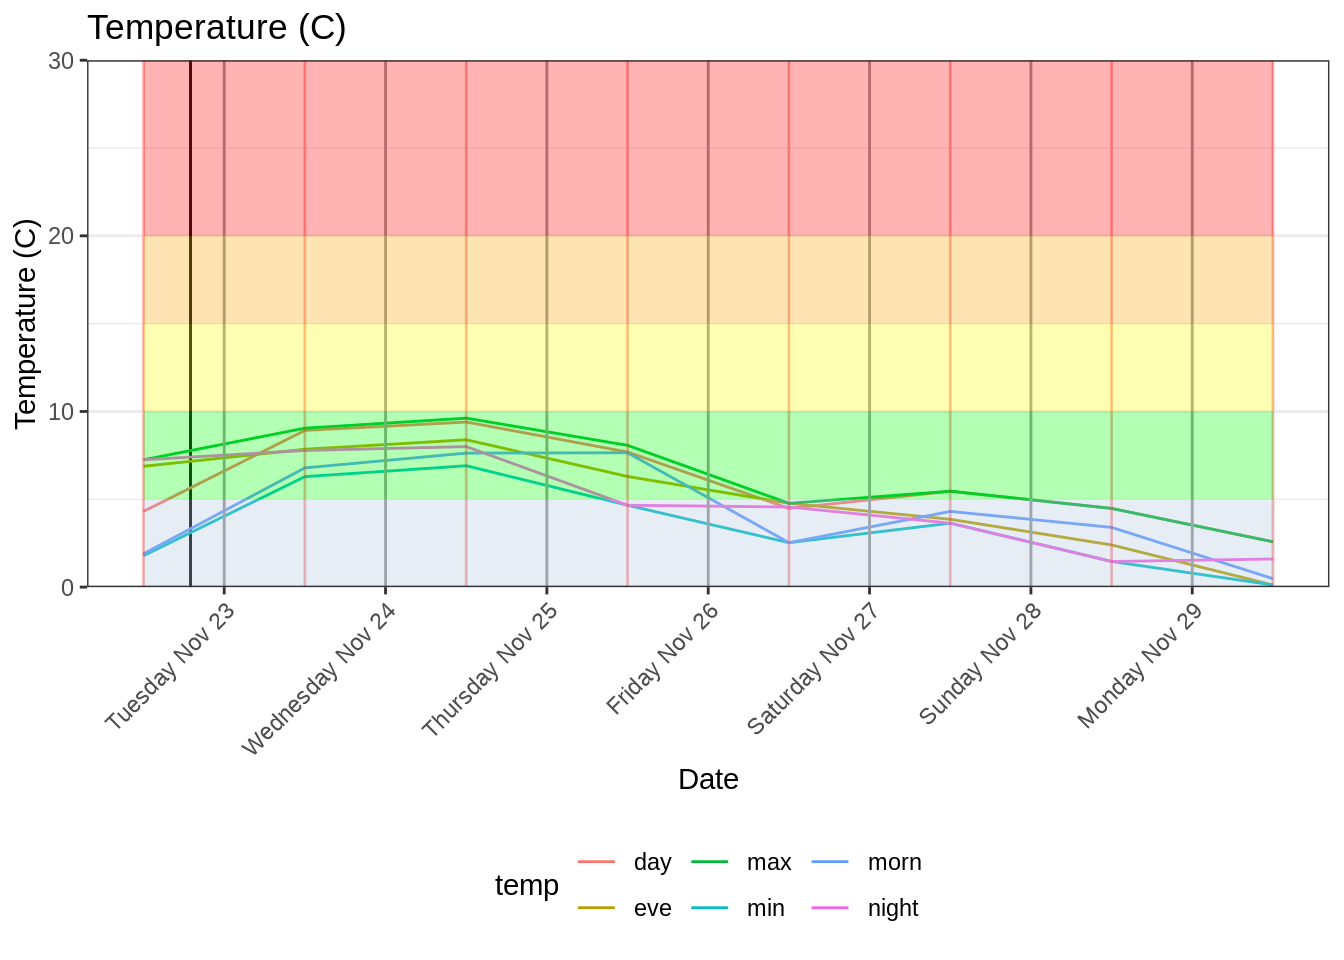 Temperature (C)
30
20
10
0
Temperature (C)
Tuesday Nov 23
Wednesday Nov 24
Thursday Nov 25
Friday Nov 26
Saturday Nov 27
Sunday Nov 28
Monday Nov 29
Date
temp
day
max
morn
eve
min
night